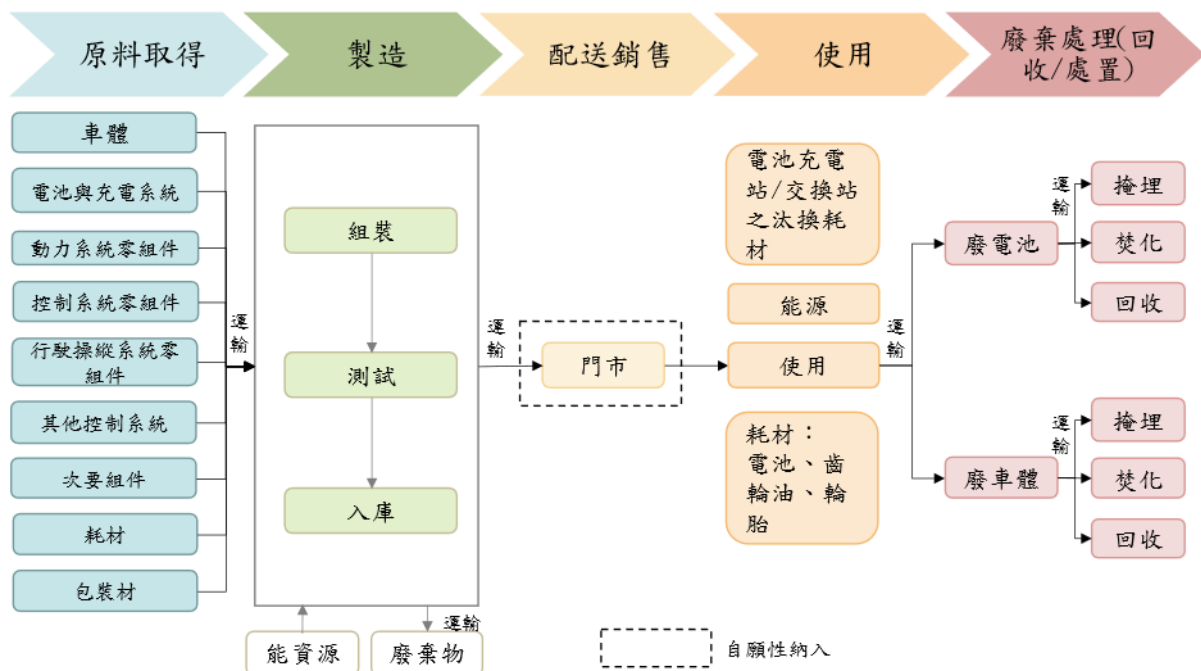 原料取得
製造
配送銷售
使用
廢棄處理(回
收/處置)
車體
電池與充電系統
動力系統零組件
控制系統零組件
行駛操縱系統零
組件
其他控制系統
次要組件
耗材
包裝材
運
輸
組裝
測試
入庫
能資源
廢棄物
運輸
運
輸
門市
電池充電
站/交換站
之汰換耗
材
能源
使用
耗材：
電池、齒
輪油、輪
胎
運
輸
廢電池
運
輸
掩埋
焚化
回收
廢車體
運
輸
掩埋
焚化
回收
自願性納入